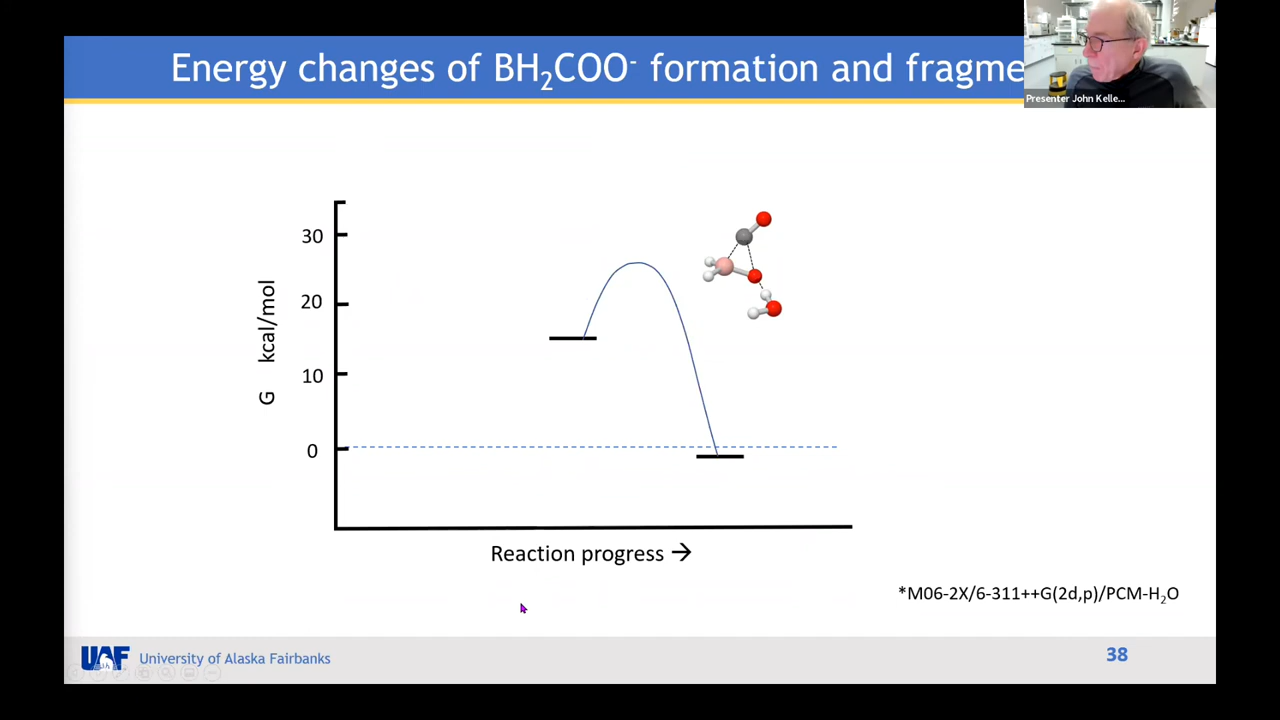 Energy changes of BH₂COO⁻ formation and fragme
Presenter John Kelle...
30
20
10
0
G kcal/mol
Reaction progress →
*M06-2X/6-311++G(2d,p)/PCM-H₂O
UAF University of Alaska Fairbanks
38